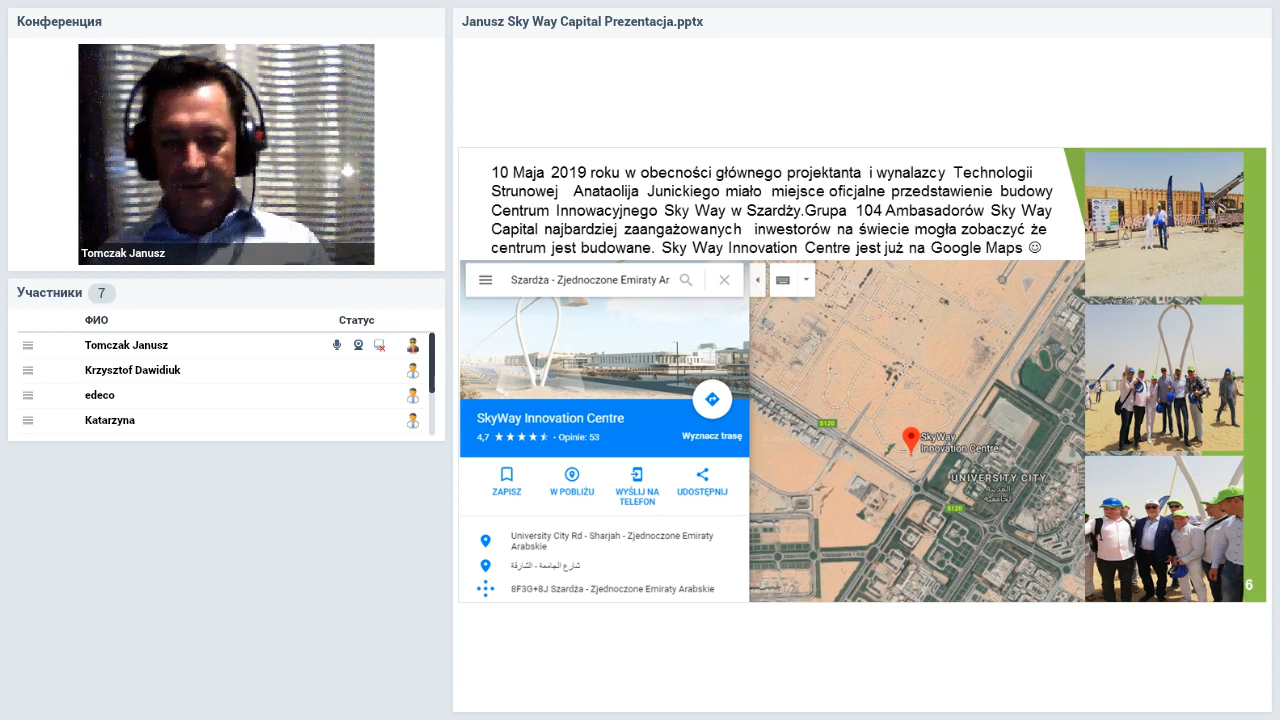 Конференция
Tomczak Janusz
Участники 7
ФИО Статус
Tomczak Janusz
Krzysztof Dawidiuk
edeco
Katarzyna
Janusz Sky Way Capital Prezentacja.pptx
10 Maja 2019 roku w obecności głównego projektanta i wynalazcy Technologii
Strunowej Anataolija Junickiego miało miejsce oficjalne przedstawienie budowy
Centrum Innowacyjnego Sky Way w Szardży.Grupa 104 Ambasadorów Sky Way
Capital najbardziej zaangażowanych inwestorów na świecie mogła zobaczyć że
centrum jest budowane. Sky Way Innovation Centre jest już na Google Maps ☺
Szardża - Zjednoczone Emiraty Ar
SkyWay Innovation Centre
4,7 ★★★★★ · Opinie: 53
Wyznacz trasę
ZAPISZ W POBLIŻU WYŚLIJ NA UDOSTĘPNIJ
TELEFON
University City Rd - Sharjah - Zjednoczone Emiraty
Arabskie
شارع الجامعة - الشارقة
8F3G+8J Szardża - Zjednoczone Emiraty Arabskie
S120
SkyWay
Innovation Centre
UNIVERSITY CITY
المدينة
الجامعية
S120
6